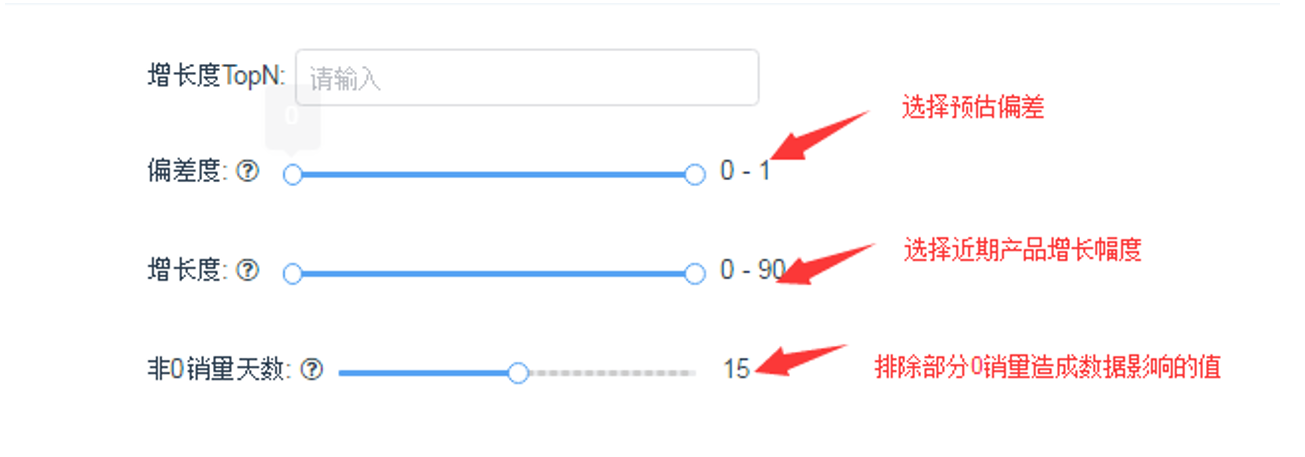 增长度TopN: 请输入
0
选择预估偏差
偏差度: ? 0 - 1
选择近期产品增长幅度
增长度: ? 0 - 90
非0销量天数: ? 15 排除部分0销量造成数据影响的值